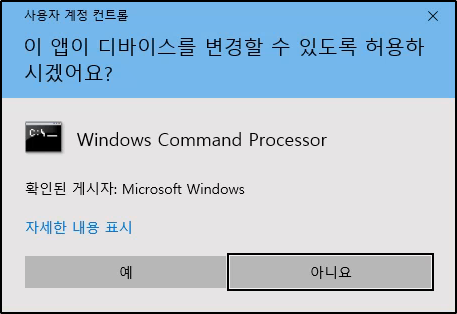 사용자 계정 컨트롤
이 앱이 디바이스를 변경할 수 있도록 허용하
시겠어요?
C:\_
Windows Command Processor
확인된 게시자: Microsoft Windows
자세한 내용 표시
예
아니요